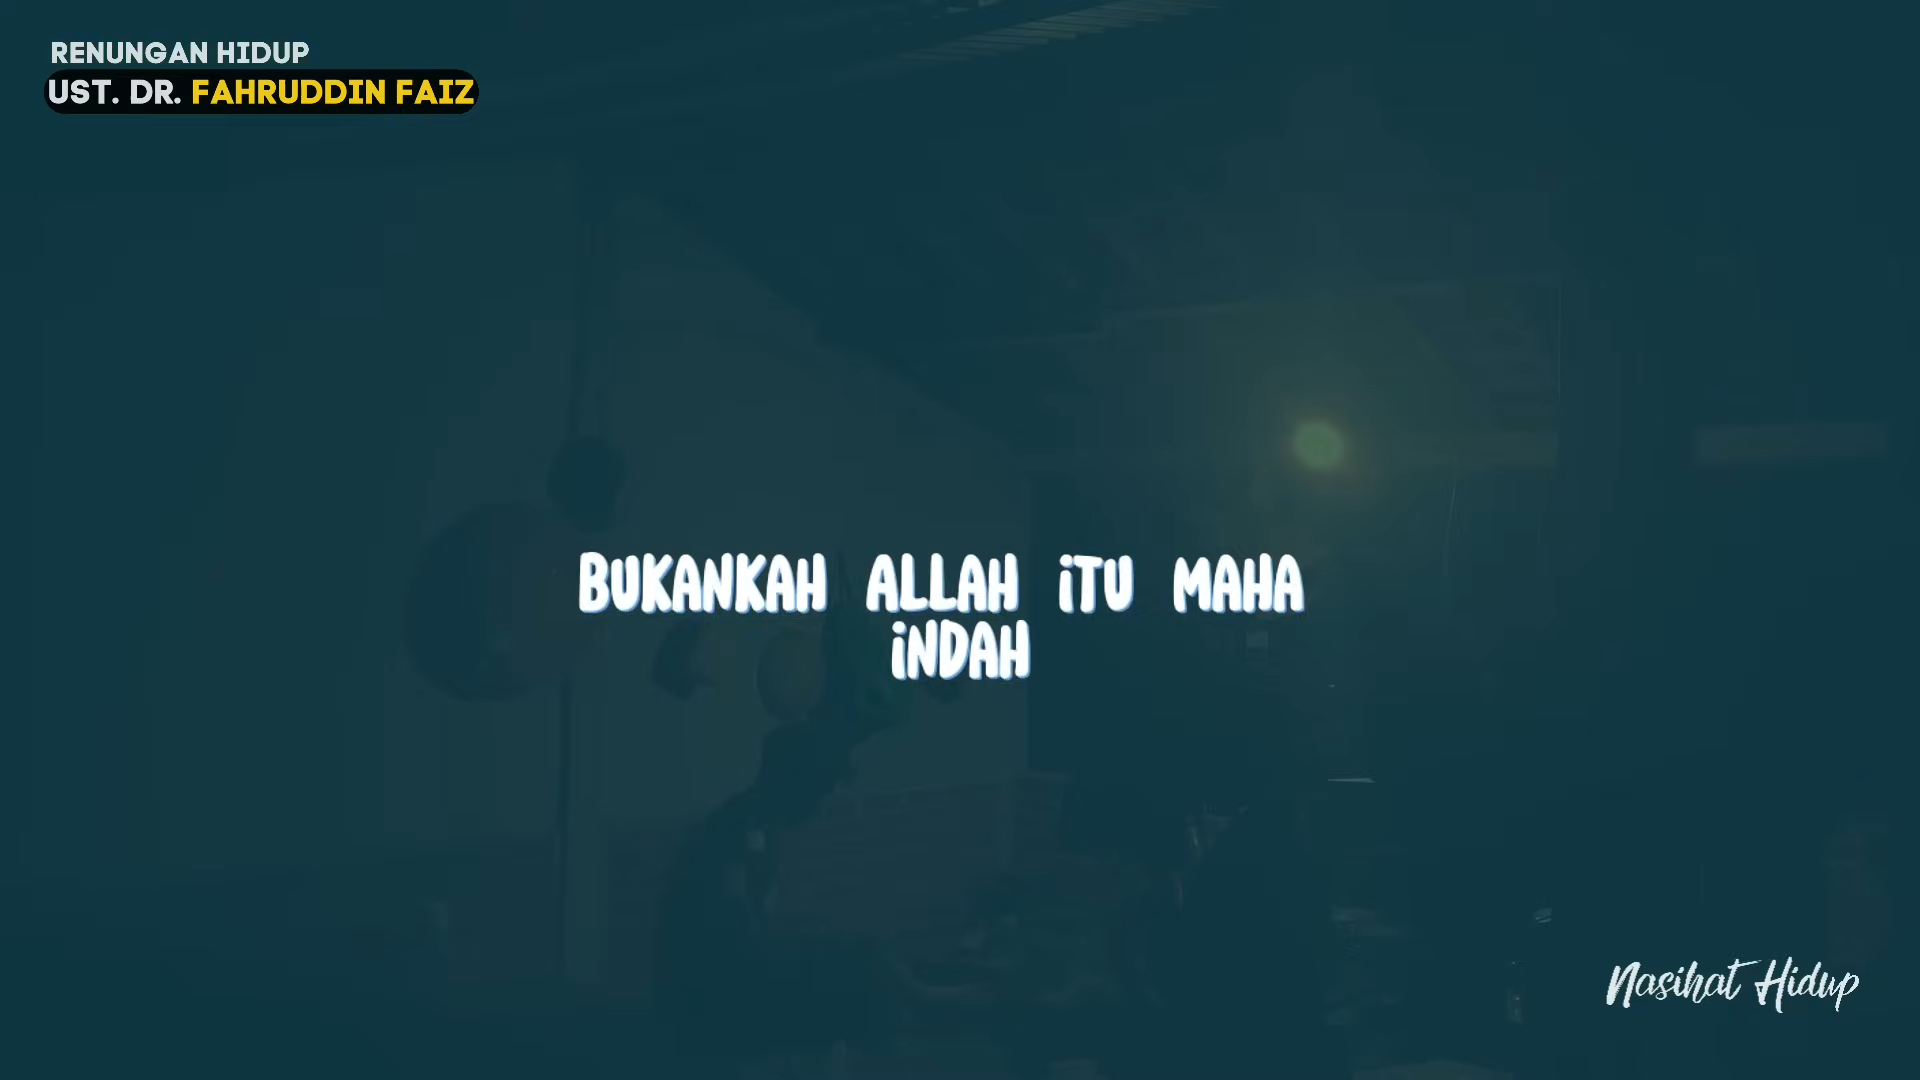 RENUNGAN HIDUP
UST. DR. FAHRUDDIN FAIZ
BUKANKAH ALLAH iTU MAHA
iNDAH
Nasihat Hidup